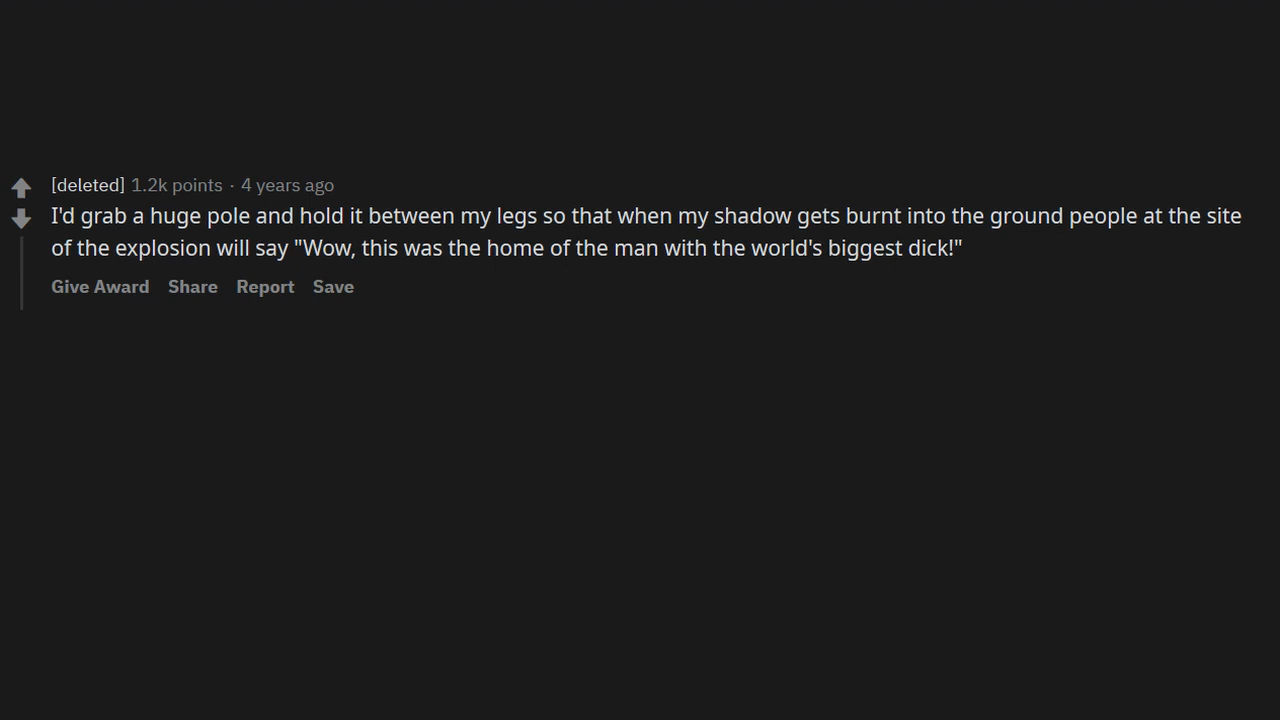 [deleted] 1.2k points · 4 years ago
I'd grab a huge pole and hold it between my legs so that when my shadow gets burnt into the ground people at the site
of the explosion will say "Wow, this was the home of the man with the world's biggest dick!"
Give Award Share Report Save